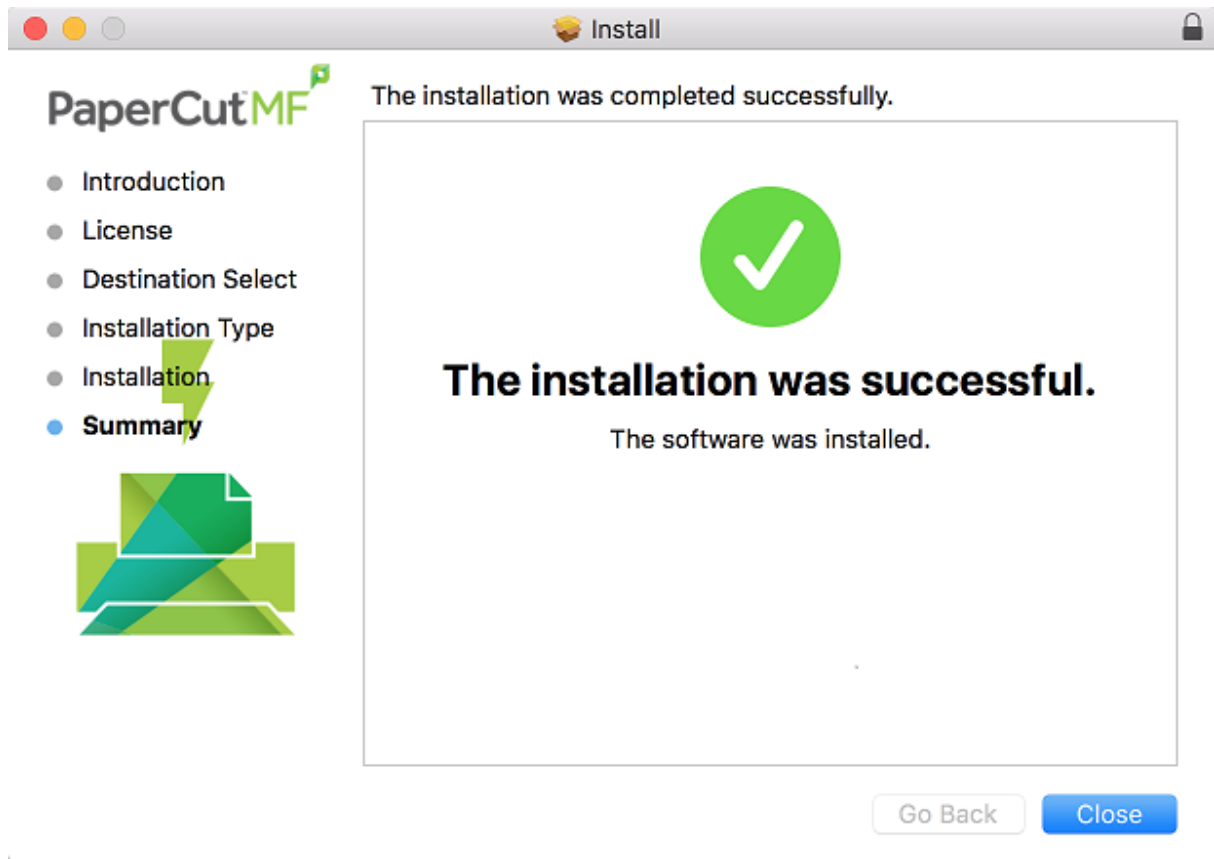 Install
PaperCut MF
The installation was completed successfully.
Introduction
License
Destination Select
Installation Type
Installation
Summary
The installation was successful.
The software was installed.
Go Back
Close